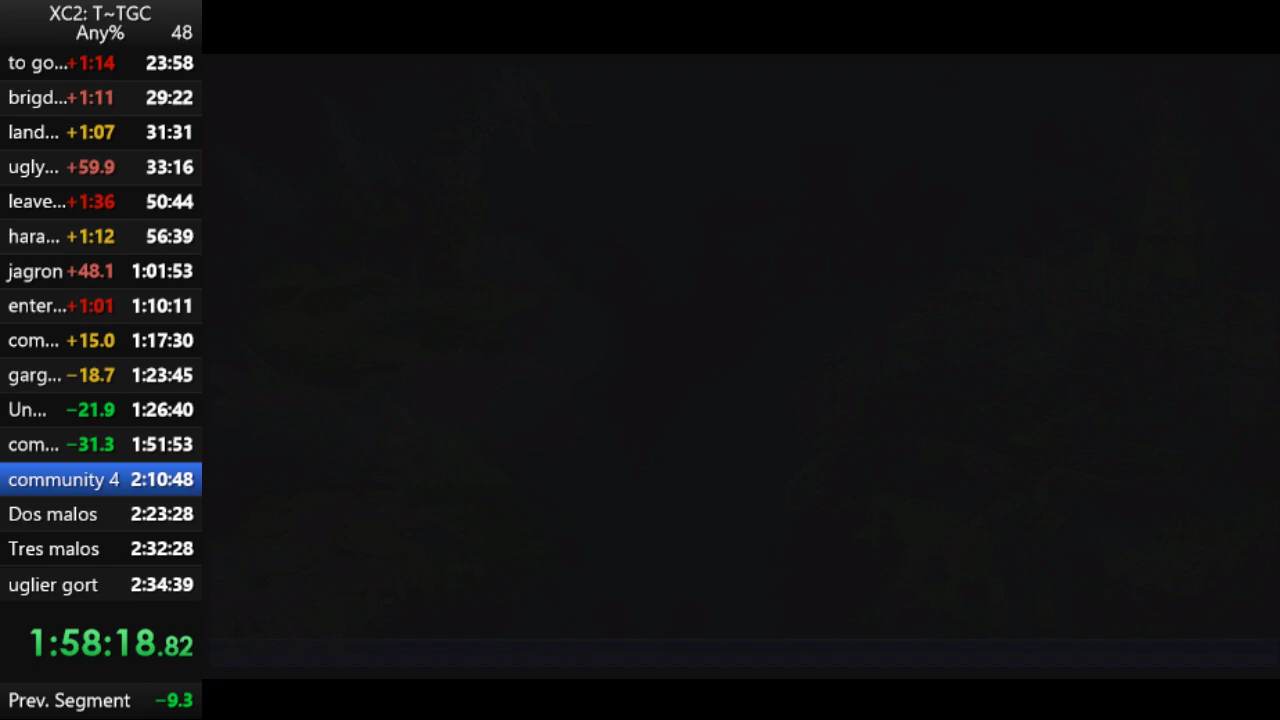 XC2: T~TGC
Any% 48
to go... +1:14 23:58
brigd... +1:11 29:22
land... +1:07 31:31
ugly... +59.9 33:16
leave... +1:36 50:44
hara... +1:12 56:39
jagron +48.1 1:01:53
enter... +1:01 1:10:11
com... +15.0 1:17:30
garg... −18.7 1:23:45
Un... −21.9 1:26:40
com... −31.3 1:51:53
community 4 2:10:48
Dos malos 2:23:28
Tres malos 2:32:28
uglier gort 2:34:39
1:58:18.82
Prev. Segment −9.3